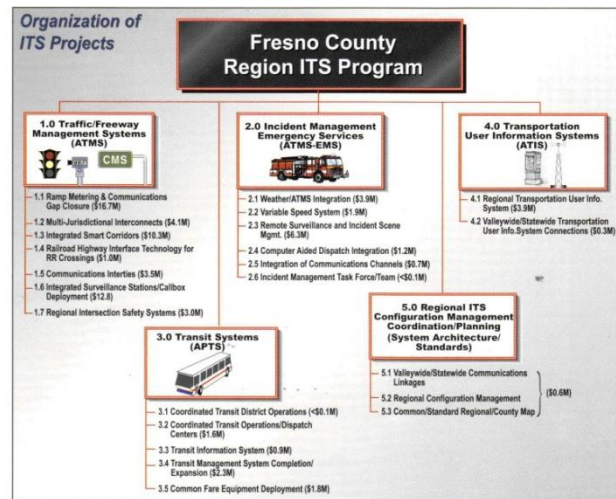 Organization of
ITS Projects
Fresno County
Region ITS Program
1.0 Traffic/Freeway
Management Systems
(ATMS)
CMS
1.1 Ramp Metering & Communications
Gap Closure ($16.7M)
1.2 Multi-Jurisdictional Interconnects ($4.1M)
1.3 Integrated Smart Corridors ($10.3M)
1.4 Railroad Highway Interface Technology for
RR Crossings ($1.0M)
1.5 Communications Interties ($3.5M)
1.6 Integrated Surveillance Stations/Callbox
Deployment ($12.8)
1.7 Regional Intersection Safety Systems ($3.0M)
2.0 Incident Management
Emergency Services
(ATMS-EMS)
2.1 Weather/ATMS Integration ($3.9M)
2.2 Variable Speed System ($1.9M)
2.3 Remote Surveillance and Incident Scene
Mgmt. ($6.3M)
2.4 Computer Aided Dispatch Integration ($1.2M)
2.5 Integration of Communications Channels ($0.7M)
2.6 Incident Management Task Force/Team (<$0.1M)
4.0 Transportation
User Information Systems
(ATIS)
4.1 Regional Transportation User Info.
System ($3.9M)
4.2 Valleywide/Statewide Transportation
User Info.System Connections ($0.3M)
3.0 Transit Systems
(APTS)
3.1 Coordinated Transit District Operations (<$0.1M)
3.2 Coordinated Transit Operations/Dispatch
Centers ($1.6M)
3.3 Transit Information System ($0.9M)
3.4 Transit Management System Completion/
Expansion ($2.3M)
3.5 Common Fare Equipment Deployment ($1.8M)
5.0 Regional ITS
Configuration Management
Coordination/Planning
(System Architecture/
Standards)
5.1 Valleywide/Statewide Communications
Linkages
5.2 Regional Configuration Management
5.3 Common/Standard Regional/County Map
($0.6M)